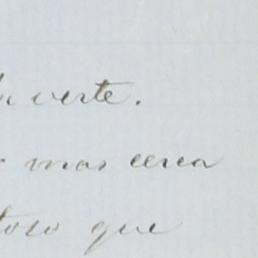 verte.
mas cerca
que